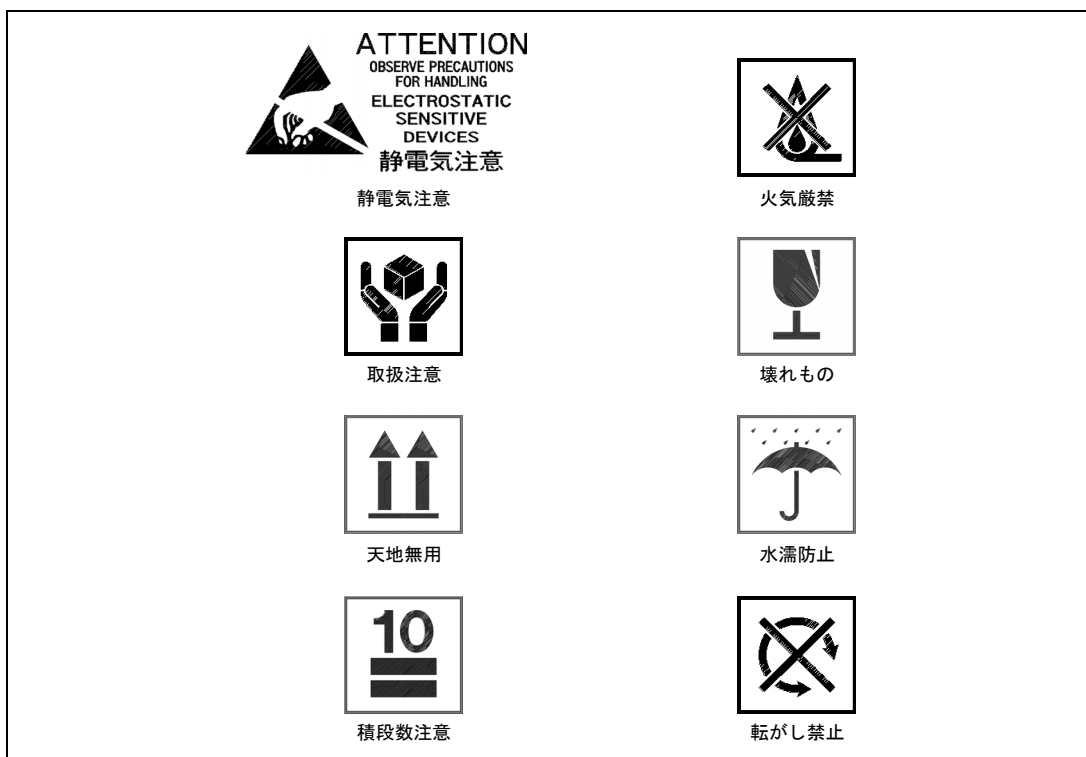 ATTENTION
OBSERVE PRECAUTIONS
FOR HANDLING
ELECTROSTATIC
SENSITIVE
DEVICES
静電気注意
静電気注意
火気厳禁
取扱注意
壊れもの
天地無用
水濡防止
10
積段数注意
転がし禁止